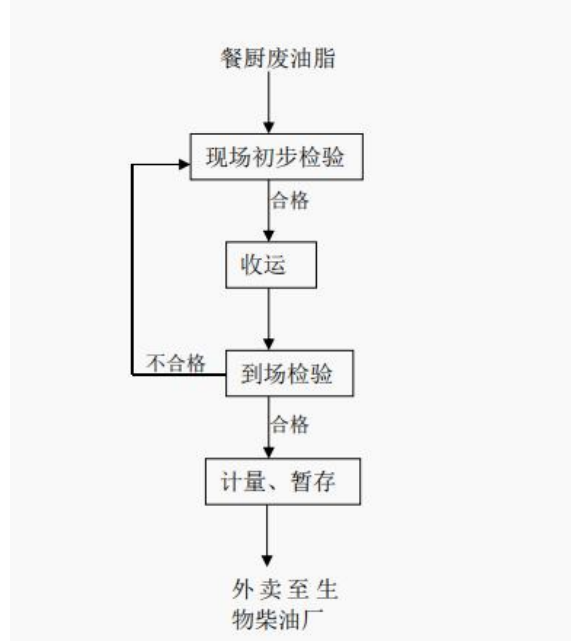 餐厨废油脂
现场初步检验
合格
收运
不合格
到场检验
合格
计量、暂存
外卖至生
物柴油厂